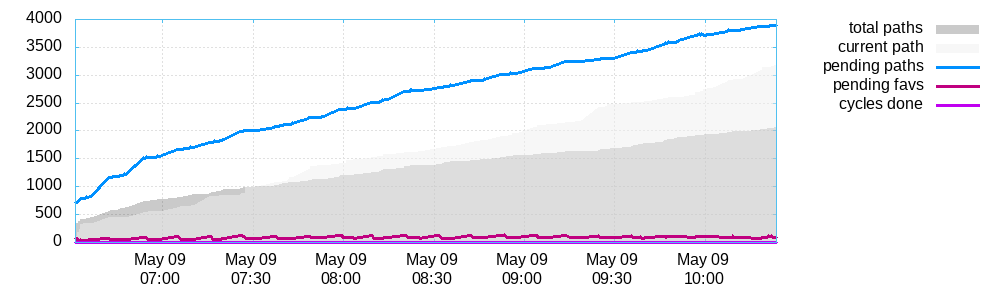 4000
3500
3000
2500
2000
1500
1000
500
0
May 09 May 09 May 09 May 09 May 09 May 09 May 09
07:00 07:30 08:00 08:30 09:00 09:30 10:00
total paths
current path
pending paths
pending favs
cycles done